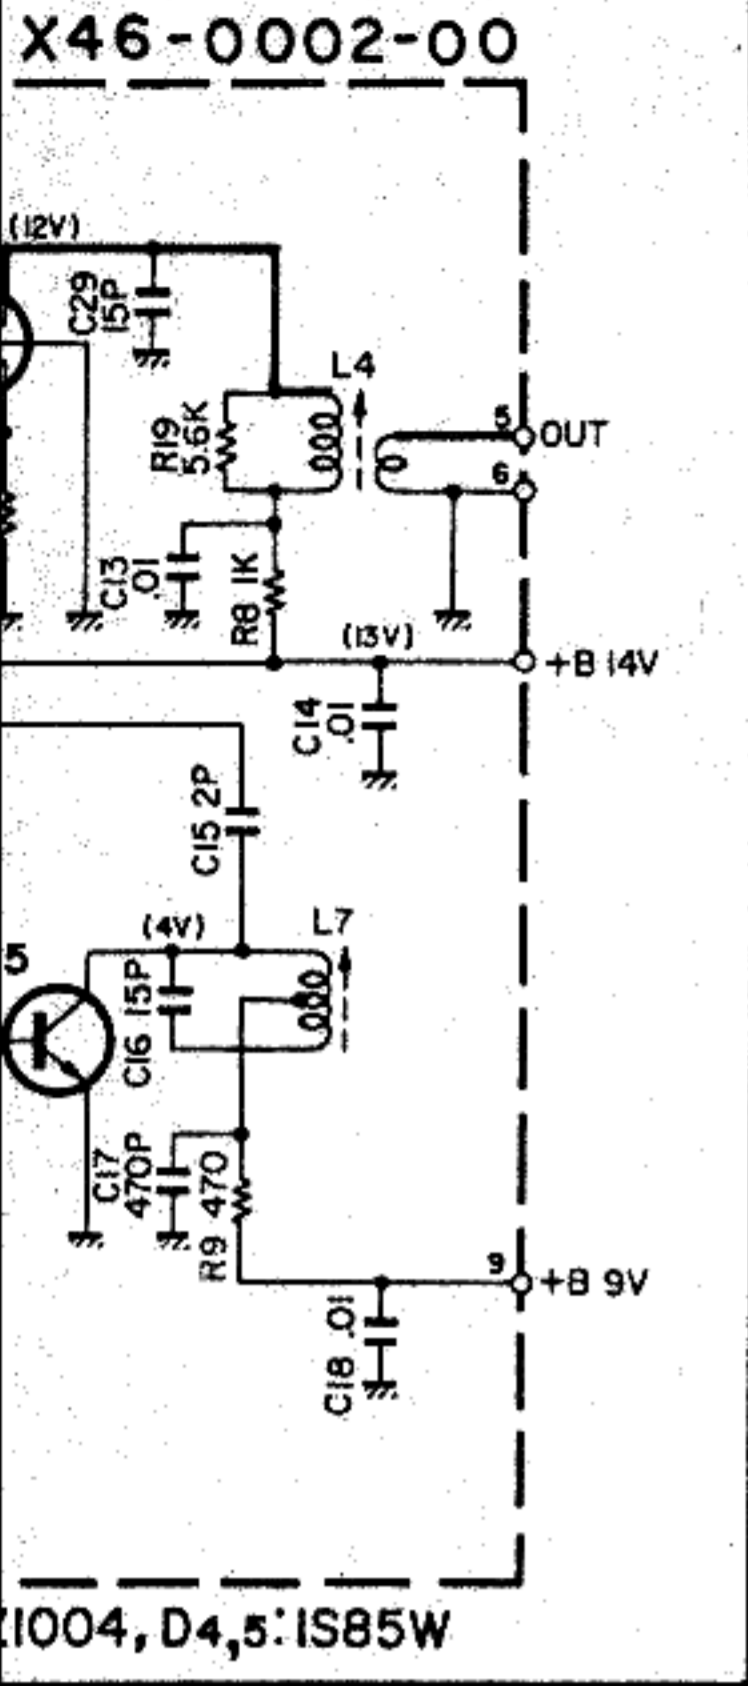 X46-0002-00
(12V)
C29
15P
L4
R19
5.6K
5
OUT
6
C13
.01
R8 1K
(13V)
+B 14V
C14
.01
C15 2P
(4V)
L7
5
C16 15P
C17
470P
R9 470
9
+B 9V
C18 .01
1004, D4,5:1S85W